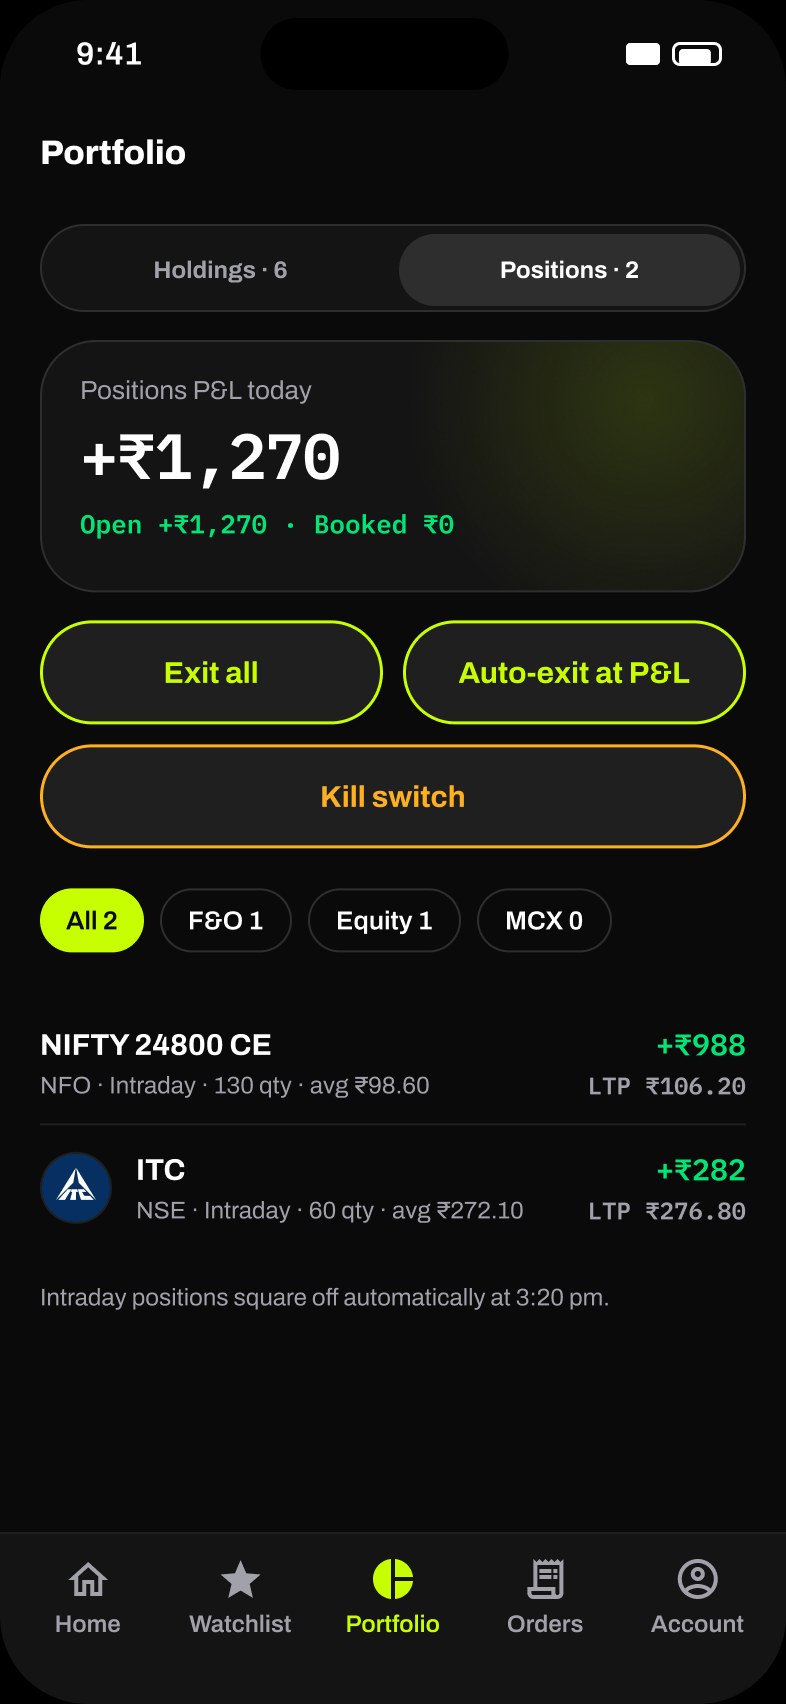 9:41
Portfolio
Holdings · 6
Positions · 2
Positions P&L today
+₹1,270
Open +₹1,270 · Booked ₹0
Exit all
Auto-exit at P&L
Kill switch
All 2
F&O 1
Equity 1
MCX 0
NIFTY 24800 CE
+₹988
NFO · Intraday · 130 qty · avg ₹98.60
LTP ₹106.20
ITC
ITC
+₹282
NSE · Intraday · 60 qty · avg ₹272.10
LTP ₹276.80
Intraday positions square off automatically at 3:20 pm.
Home
Watchlist
Portfolio
Orders
Account